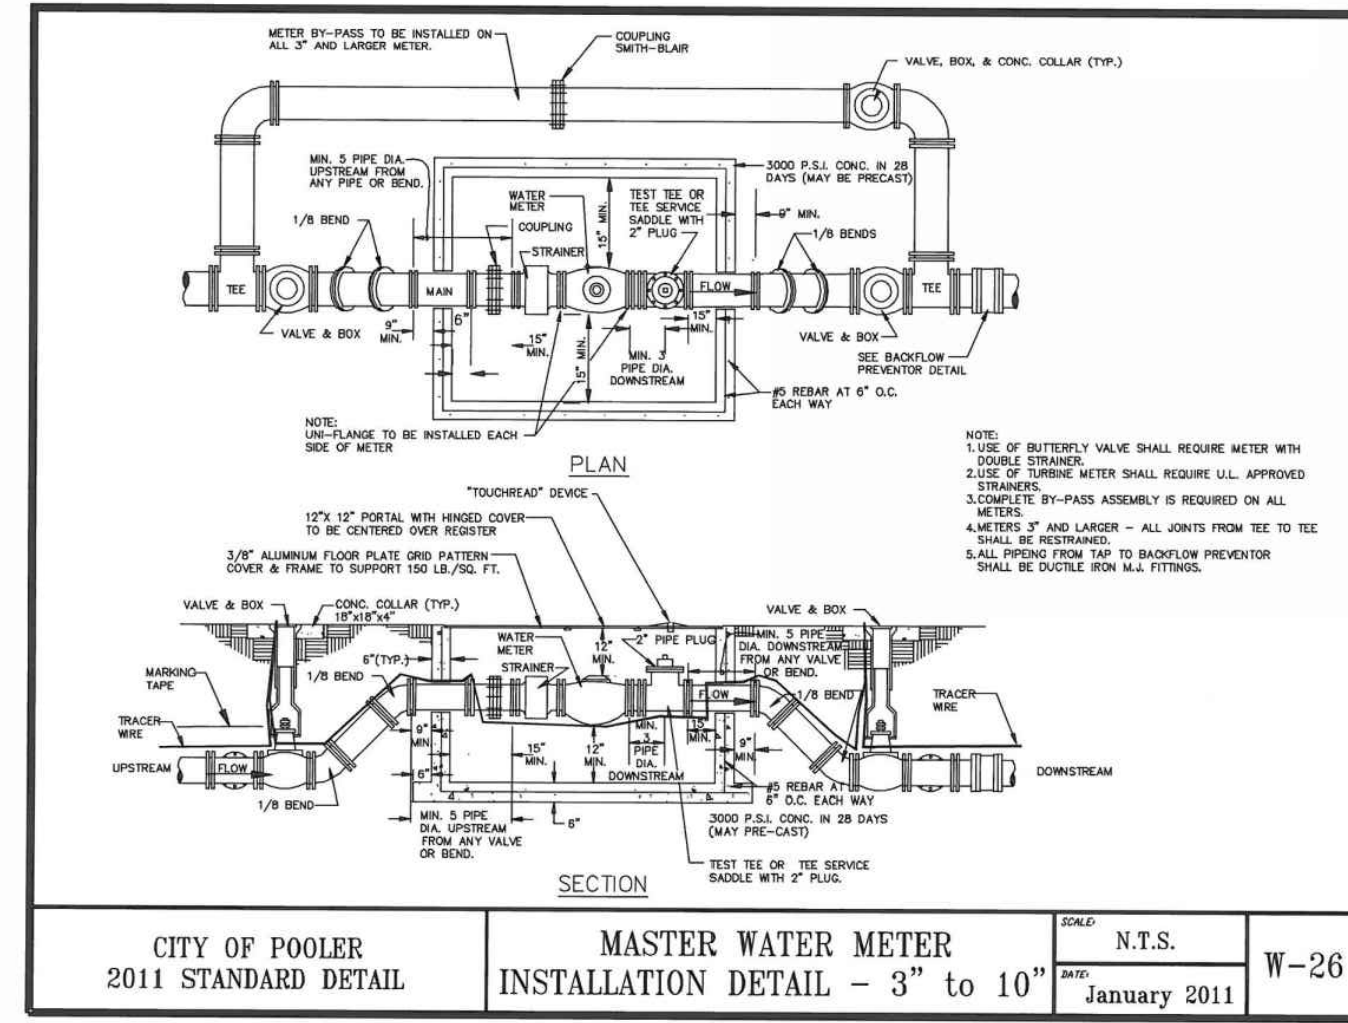 METER BY-PASS TO BE INSTALLED ON
ALL 3" AND LARGER METER.
COUPLING
SMITH-BLAIR
VALVE, BOX, & CONC. COLLAR (TYP.)
MIN. 5 PIPE DIA.
UPSTREAM FROM
ANY PIPE OR BEND.
3000 P.S.I. CONC. IN 28
DAYS (MAY BE PRECAST)
WATER
METER
15" MIN.
TEST TEE OR
TEE SERVICE
SADDLE WITH
2" PLUG
9" MIN.
1/8 BEND
COUPLING
STRAINER
1/8 BENDS
TEE
MAIN
FLOW
TEE
VALVE & BOX
9"
MIN.
6"
15"
MIN.
15" MIN.
MIN. 3
PIPE DIA.
DOWNSTREAM
15"
MIN.
VALVE & BOX
SEE BACKFLOW
PREVENTOR DETAIL
#5 REBAR AT 6" O.C.
EACH WAY
NOTE:
UNI-FLANGE TO BE INSTALLED EACH
SIDE OF METER
PLAN
NOTE:
1. USE OF BUTTERFLY VALVE SHALL REQUIRE METER WITH
DOUBLE STRAINER.
2. USE OF TURBINE METER SHALL REQUIRE U.L. APPROVED
STRAINERS.
3. COMPLETE BY-PASS ASSEMBLY IS REQUIRED ON ALL
METERS.
4. METERS 3" AND LARGER - ALL JOINTS FROM TEE TO TEE
SHALL BE RESTRAINED.
5. ALL PIPEING FROM TAP TO BACKFLOW PREVENTOR
SHALL BE DUCTILE IRON M.J. FITTINGS.
"TOUCHREAD" DEVICE
12"X 12" PORTAL WITH HINGED COVER
TO BE CENTERED OVER REGISTER
3/8" ALUMINUM FLOOR PLATE GRID PATTERN
COVER & FRAME TO SUPPORT 150 LB./SQ. FT.
VALVE & BOX
CONC. COLLAR (TYP.)
18"x18"x4"
VALVE & BOX
WATER
METER
12"
MIN.
2" PIPE PLUG
MIN. 5 PIPE
DIA. DOWNSTREAM
FROM ANY VALVE
OR BEND.
6"(TYP.)
STRAINER
MARKING
TAPE
1/8 BEND
FLOW
1/8 BEND
TRACER
WIRE
TRACER
WIRE
9"
MIN.
15"
MIN.
12"
MIN.
MIN.
3
PIPE
DIA.
DOWNSTREAM
15"
MIN.
9"
MIN.
UPSTREAM
FLOW
6"
DOWNSTREAM
1/8 BEND
#5 REBAR AT
6" O.C. EACH WAY
MIN. 5 PIPE
DIA. UPSTREAM
FROM ANY VALVE
OR BEND.
6"
3000 P.S.I. CONC. IN 28 DAYS
(MAY PRE-CAST)
TEST TEE OR TEE SERVICE
SADDLE WITH 2" PLUG.
SECTION
CITY OF POOLER
2011 STANDARD DETAIL
MASTER WATER METER
INSTALLATION DETAIL - 3" to 10"
SCALE:
N.T.S.
DATE:
January 2011
W-26